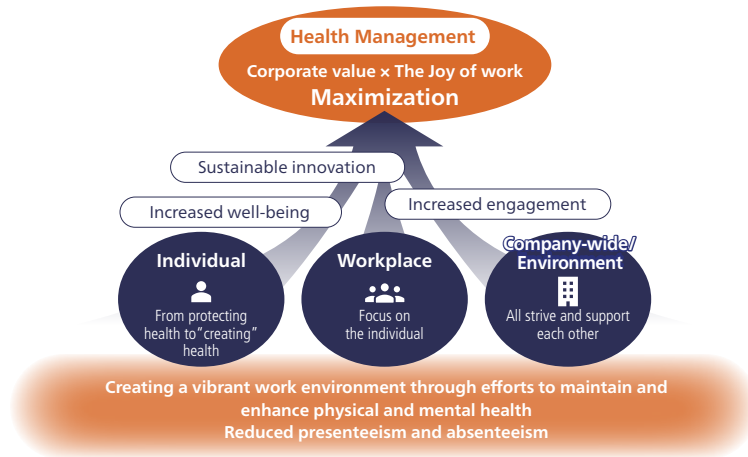 Health Management
Corporate value × The Joy of work
Maximization
Sustainable innovation
Increased well-being
Increased engagement
Individual
From protecting
health to“creating”
health
Workplace
Focus on
the individual
Company-wide/
Environment
All strive and support
each other
Creating a vibrant work environment through efforts to maintain and
enhance physical and mental health
Reduced presenteeism and absenteeism